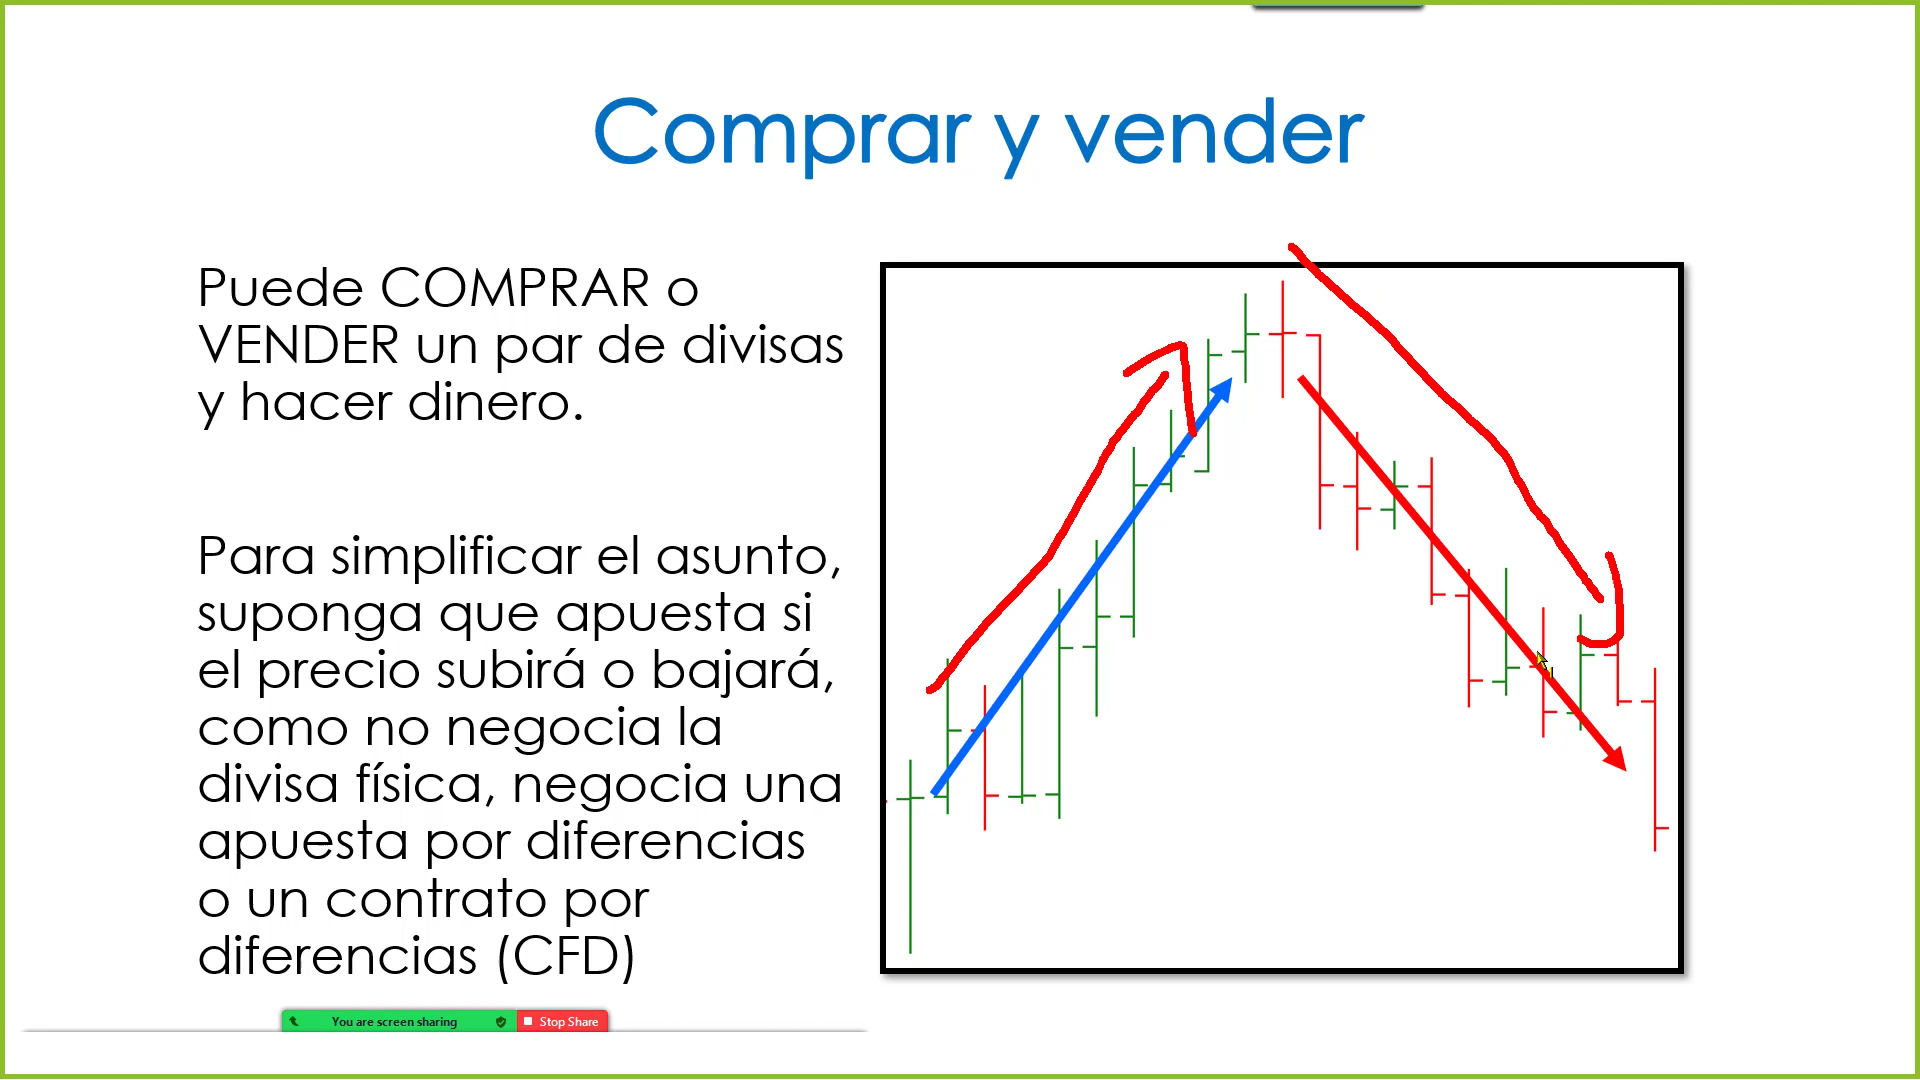 Comprar y vender
Puede COMPRAR o
VENDER un par de divisas
y hacer dinero.
Para simplificar el asunto,
suponga que apuesta si
el precio subirá o bajará,
como no negocia la
divisa física, negocia una
apuesta por diferencias
o un contrato por
diferencias (CFD)
You are screen sharing
Stop Share